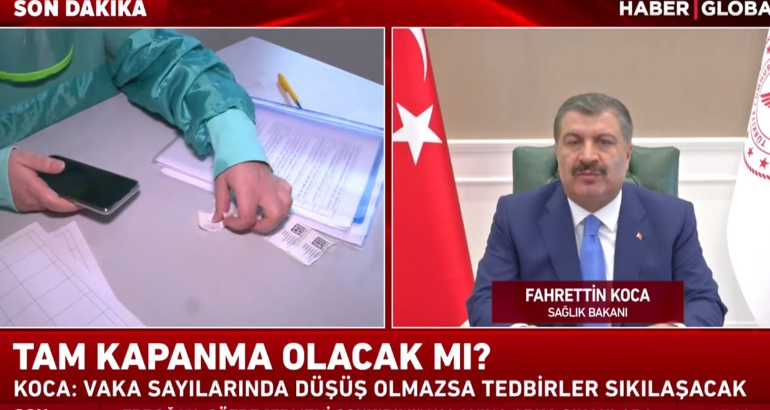 SON DAKİKA
HABER GLOBAL
FAHRETTİN KOCA
SAĞLIK BAKANI
TAM KAPANMA OLACAK MI?
KOCA: VAKA SAYILARINDA DÜŞÜŞ OLMAZSA TEDBİRLER SIKILAŞACAK